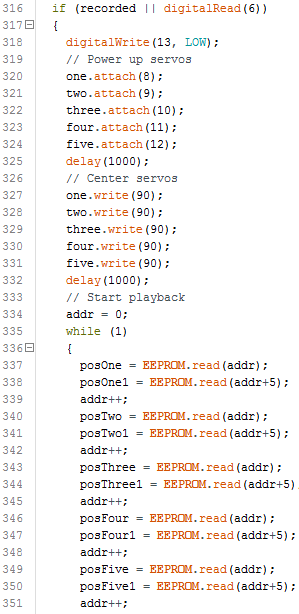 316 if (recorded || digitalRead(6))
317 {
318 digitalWrite(13, LOW);
319 // Power up servos
320 one.attach(8);
321 two.attach(9);
322 three.attach(10);
323 four.attach(11);
324 five.attach(12);
325 delay(1000);
326 // Center servos
327 one.write(90);
328 two.write(90);
329 three.write(90);
330 four.write(90);
331 five.write(90);
332 delay(1000);
333 // Start playback
334 addr = 0;
335 while (1)
336 {
337 posOne = EEPROM.read(addr);
338 posOne1 = EEPROM.read(addr+5);
339 addr++;
340 posTwo = EEPROM.read(addr);
341 posTwo1 = EEPROM.read(addr+5);
342 addr++;
343 posThree = EEPROM.read(addr);
344 posThree1 = EEPROM.read(addr+5)
345 addr++;
346 posFour = EEPROM.read(addr);
347 posFour1 = EEPROM.read(addr+5);
348 addr++;
349 posFive = EEPROM.read(addr);
350 posFive1 = EEPROM.read(addr+5);
351 addr++;